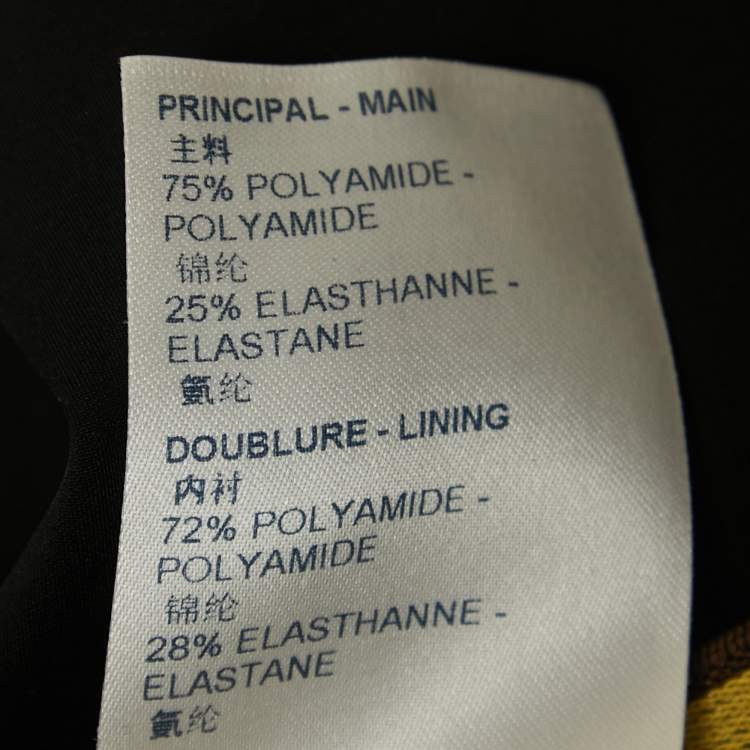 PRINCIPAL - MAIN
主料
75% POLYAMIDE -
POLYAMIDE
锦纶
25% ELASTHANNE -
ELASTANE
氨纶
DOUBLURE - LINING
内衬
72% POLYAMIDE -
POLYAMIDE
锦纶
28% ELASTHANNE -
ELASTANE
氨纶